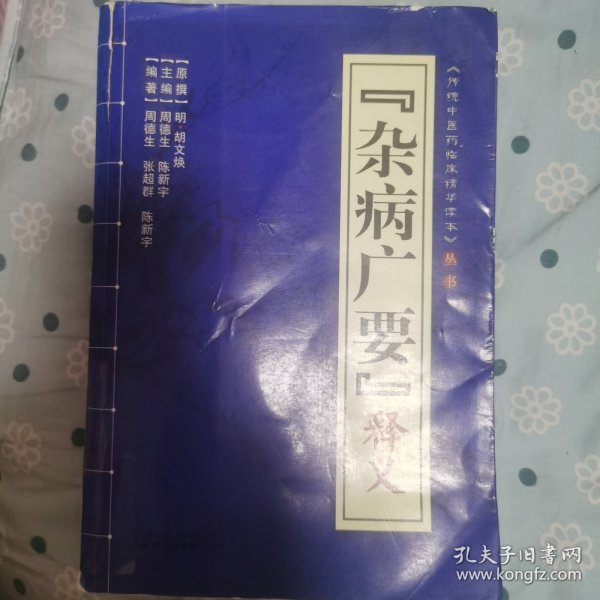 《传统中医药临床精华读本》丛书
『杂病广要』释义
【原撰】明·胡文焕
【主编】周德生 陈新宇
【编著】周德生 张超群 陈新宇
孔夫子旧书网
www.kongfz.com